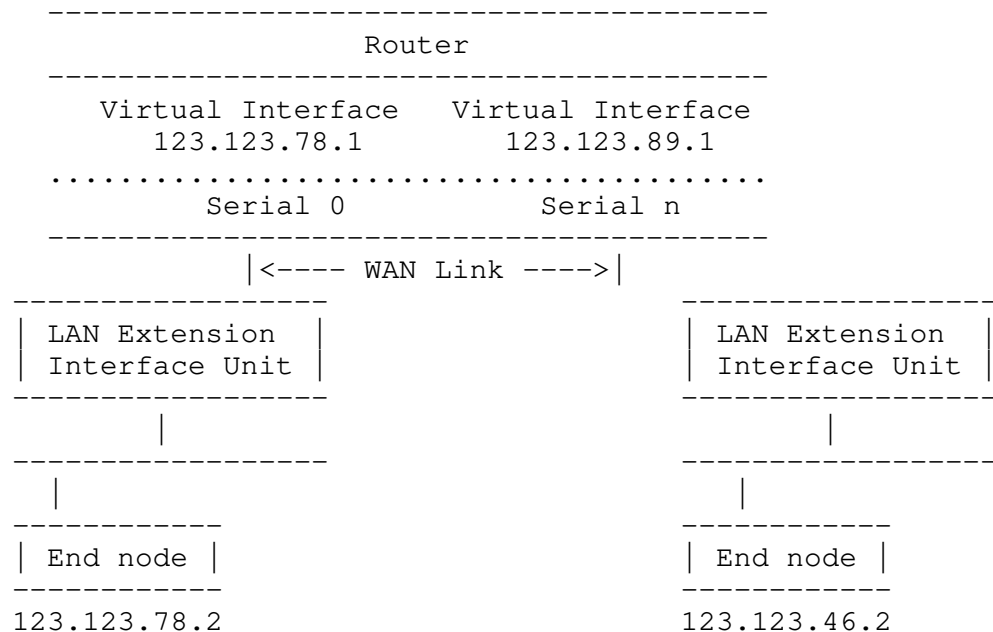 Router
Virtual Interface Virtual Interface
123.123.78.1 123.123.89.1
Serial 0 Serial n
|<---- WAN Link ---->|
LAN Extension LAN Extension
Interface Unit Interface Unit
End node End node
123.123.78.2 123.123.46.2